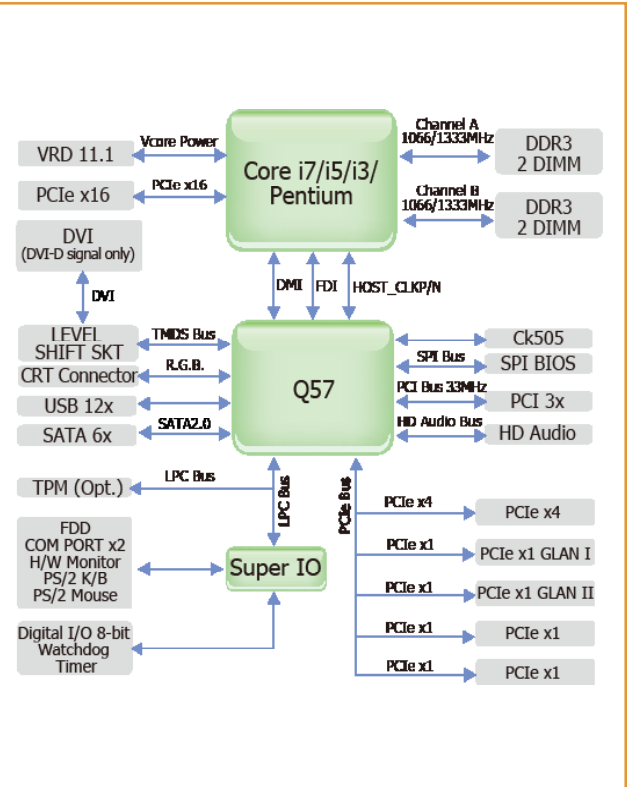 Vcore Power
VRD 11.1
PCIe x16
PCIe x16
Core i7/i5/i3/
Pentium
Channel A
1066/1333MHz
DDR3
2 DIMM
Channel B
1066/1333MHz
DDR3
2 DIMM
DVI
(DVI-D signal only)
DVI
DMI
FDI
HOST_CLKP/N
LEVEL
SHIFT SKT
TMDS Bus
CRT Connector
R.G.B.
USB 12x
SATA 6x
SATA2.0
Q57
Ck505
SPI Bus
SPI BIOS
PCI Bus 33MHz
PCI 3x
HD Audio Bus
HD Audio
TPM (Opt.)
LPC Bus
LPC Bus
PCIe Bus
FDD
COM PORT x2
H/W Monitor
PS/2 K/B
PS/2 Mouse
Super IO
Digital I/O 8-bit
Watchdog
Timer
PCIe x4
PCIe x4
PCIe x1
PCIe x1 GLAN I
PCIe x1
PCIe x1 GLAN II
PCIe x1
PCIe x1
PCIe x1
PCIe x1